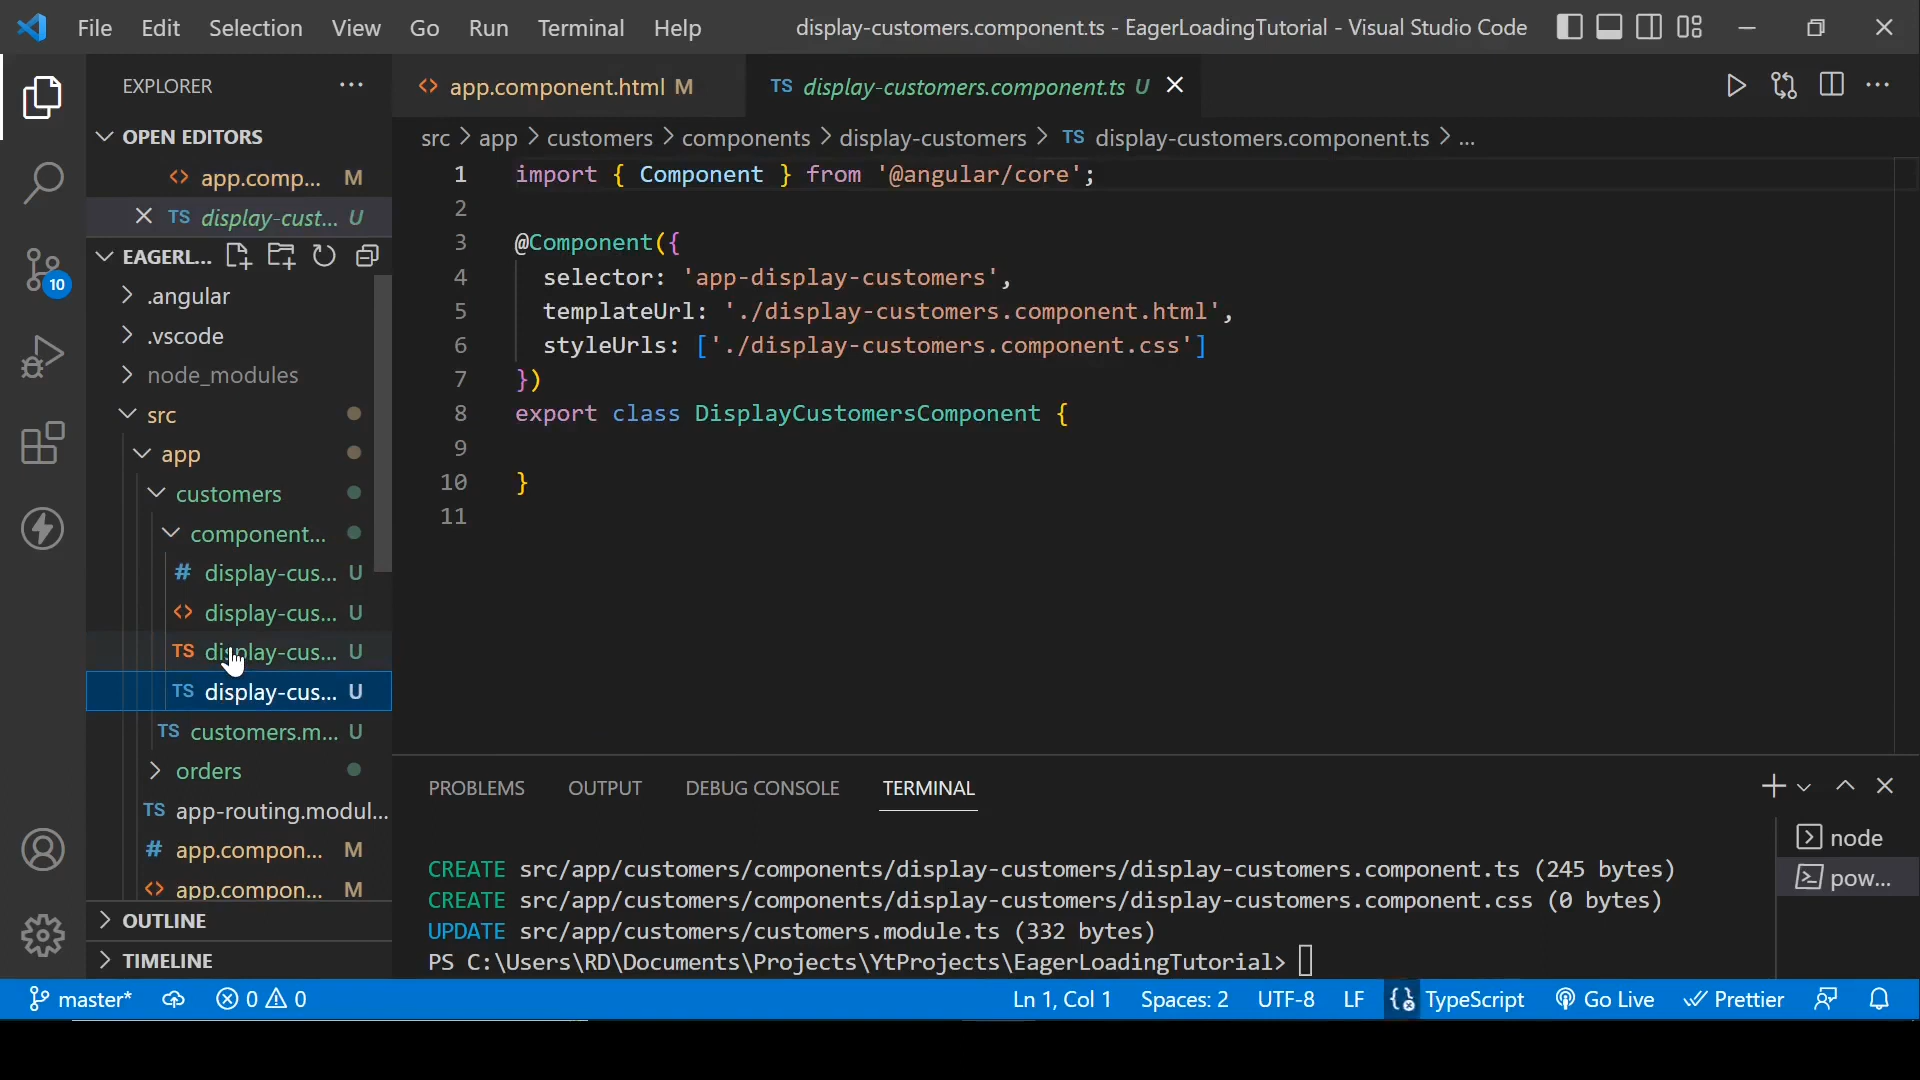 File Edit Selection View Go Run Terminal Help
display-customers.component.ts - EagerLoadingTutorial - Visual Studio Code
EXPLORER
OPEN EDITORS
<> app.comp... M
TS display-cust... U
EAGERL...
.angular
.vscode
node_modules
src
app
customers
component...
# display-cus... U
<> display-cus... U
TS display-cus... U
TS display-cus... U
TS customers.m... U
orders
TS app-routing.modul...
# app.compon... M
<> app.compon... M
OUTLINE
TIMELINE
10
<> app.component.html M
TS display-customers.component.ts U
src > app > customers > components > display-customers > TS display-customers.component.ts > ...
1 import { Component } from '@angular/core';
2
3 @Component({
4 selector: 'app-display-customers',
5 templateUrl: './display-customers.component.html',
6 styleUrls: ['./display-customers.component.css']
7 })
8 export class DisplayCustomersComponent {
9
10 }
11
PROBLEMS OUTPUT DEBUG CONSOLE TERMINAL
CREATE src/app/customers/components/display-customers/display-customers.component.ts (245 bytes)
CREATE src/app/customers/components/display-customers/display-customers.component.css (0 bytes)
UPDATE src/app/customers/customers.module.ts (332 bytes)
PS C:\Users\RD\Documents\Projects\YtProjects\EagerLoadingTutorial>
node
pow...
master* 0 0 Ln 1, Col 1 Spaces: 2 UTF-8 LF TypeScript Go Live Prettier